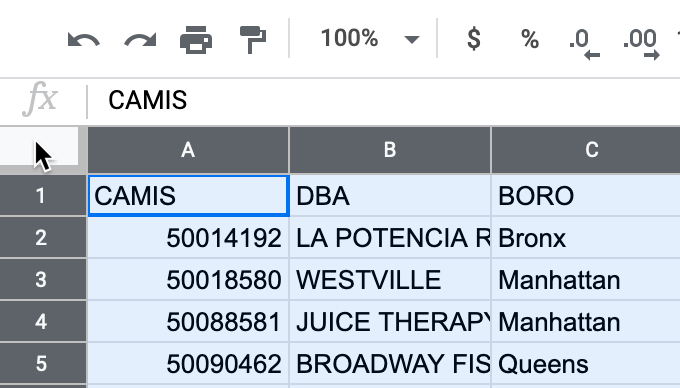 100% $ % .0 .00
fx CAMIS
A B C
1 CAMIS DBA BORO
2 50014192 LA POTENCIA R Bronx
3 50018580 WESTVILLE Manhattan
4 50088581 JUICE THERAPY Manhattan
5 50090462 BROADWAY FIS Queens